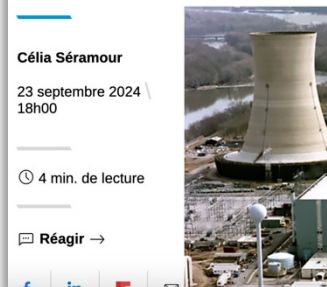 Célia Séramour
23 septembre 2024 \
18h00
4 min. de lecture
Réagir →